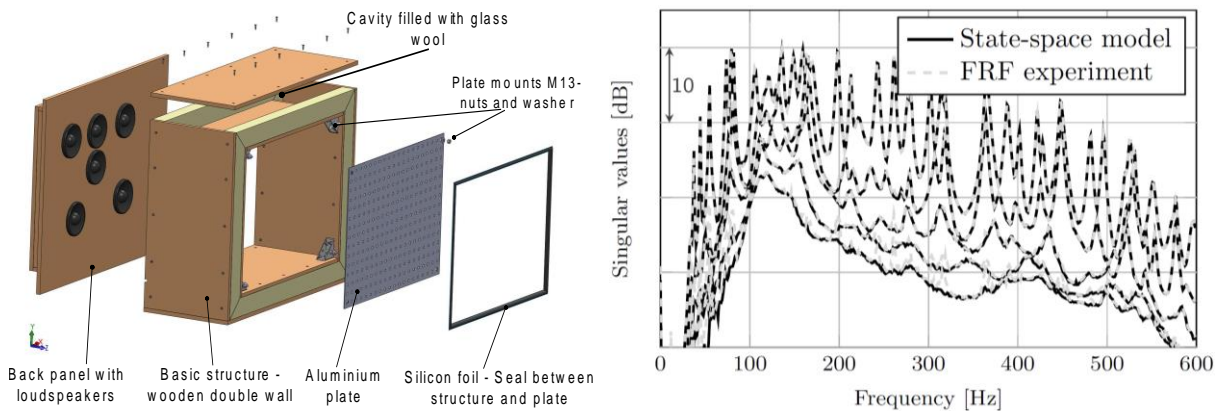 Cavity filled with glass
wool
Plate mounts M13-
nuts and washer
Back panel with
loudspeakers
Basic structure -
wooden double wall
Aluminium
plate
Silicon foil - Seal between
structure and plate
Y
X
Z
State-space model
FRF experiment
10
Singular values [dB]
0 100 200 300 400 500 600
Frequency [Hz]